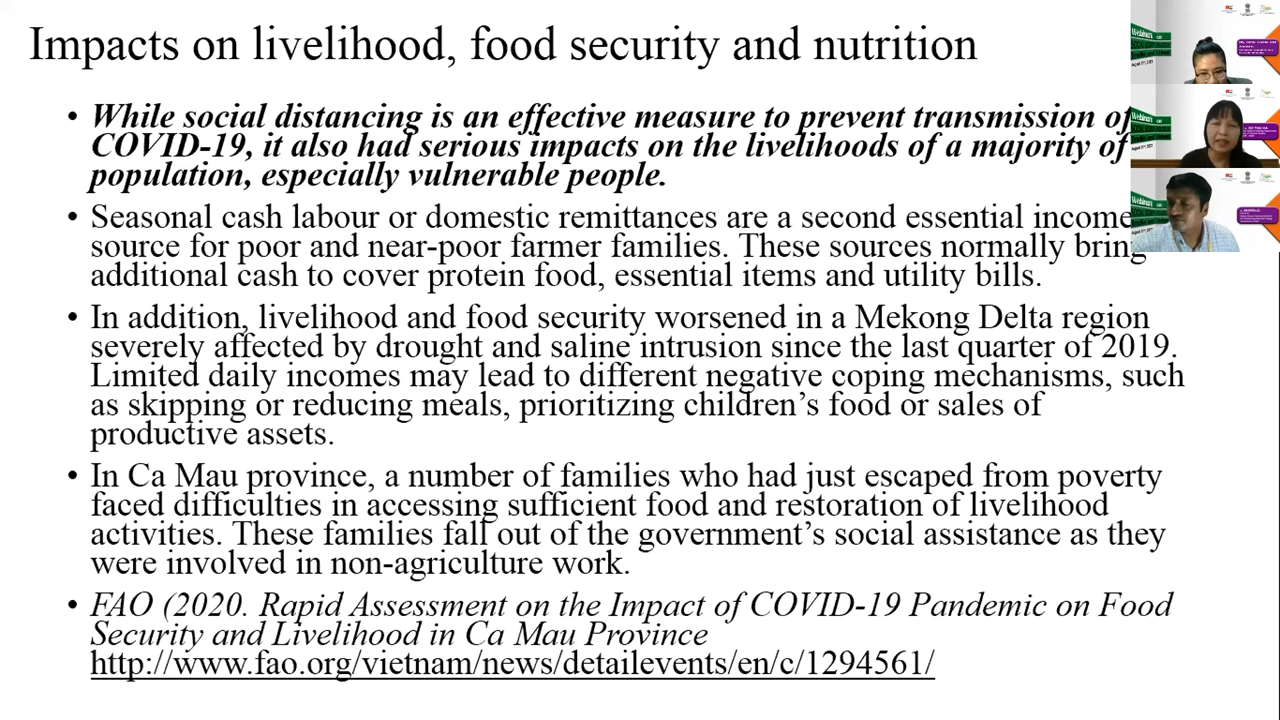 Impacts on livelihood, food security and nutrition
• While social distancing is an effective measure to prevent transmission of
COVID-19, it also had serious impacts on the livelihoods of a majority of
population, especially vulnerable people.
• Seasonal cash labour or domestic remittances are a second essential income
source for poor and near-poor farmer families. These sources normally bring
additional cash to cover protein food, essential items and utility bills.
• In addition, livelihood and food security worsened in a Mekong Delta region
severely affected by drought and saline intrusion since the last quarter of 2019.
Limited daily incomes may lead to different negative coping mechanisms, such
as skipping or reducing meals, prioritizing children’s food or sales of
productive assets.
• In Ca Mau province, a number of families who had just escaped from poverty
faced difficulties in accessing sufficient food and restoration of livelihood
activities. These families fall out of the government’s social assistance as they
were involved in non-agriculture work.
• FAO (2020. Rapid Assessment on the Impact of COVID-19 Pandemic on Food
Security and Livelihood in Ca Mau Province
http://www.fao.org/vietnam/news/detailevents/en/c/1294561/
Webinar
Webinar
Webinar